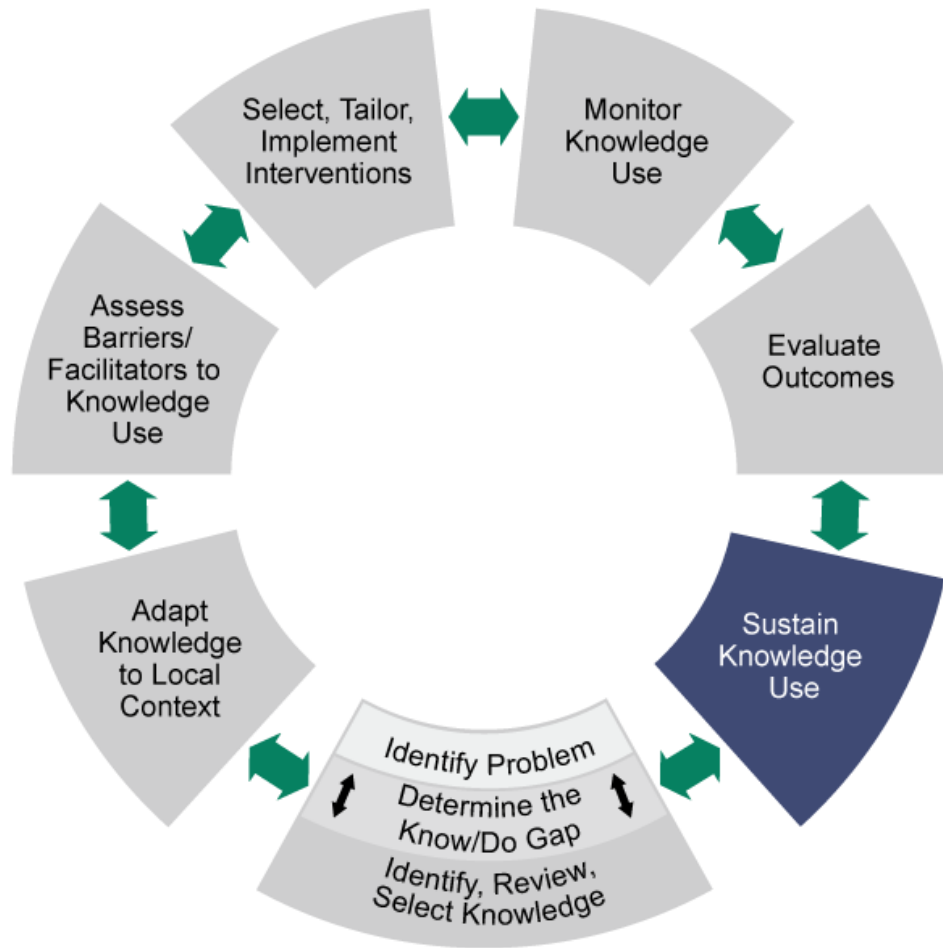 Select, Tailor,
Implement
Interventions
Monitor
Knowledge
Use
Assess
Barriers/
Facilitators to
Knowledge
Use
Evaluate
Outcomes
Adapt
Knowledge
to Local
Context
Sustain
Knowledge
Use
Identify Problem
Determine the
Know/Do Gap
Identify, Review,
Select Knowledge